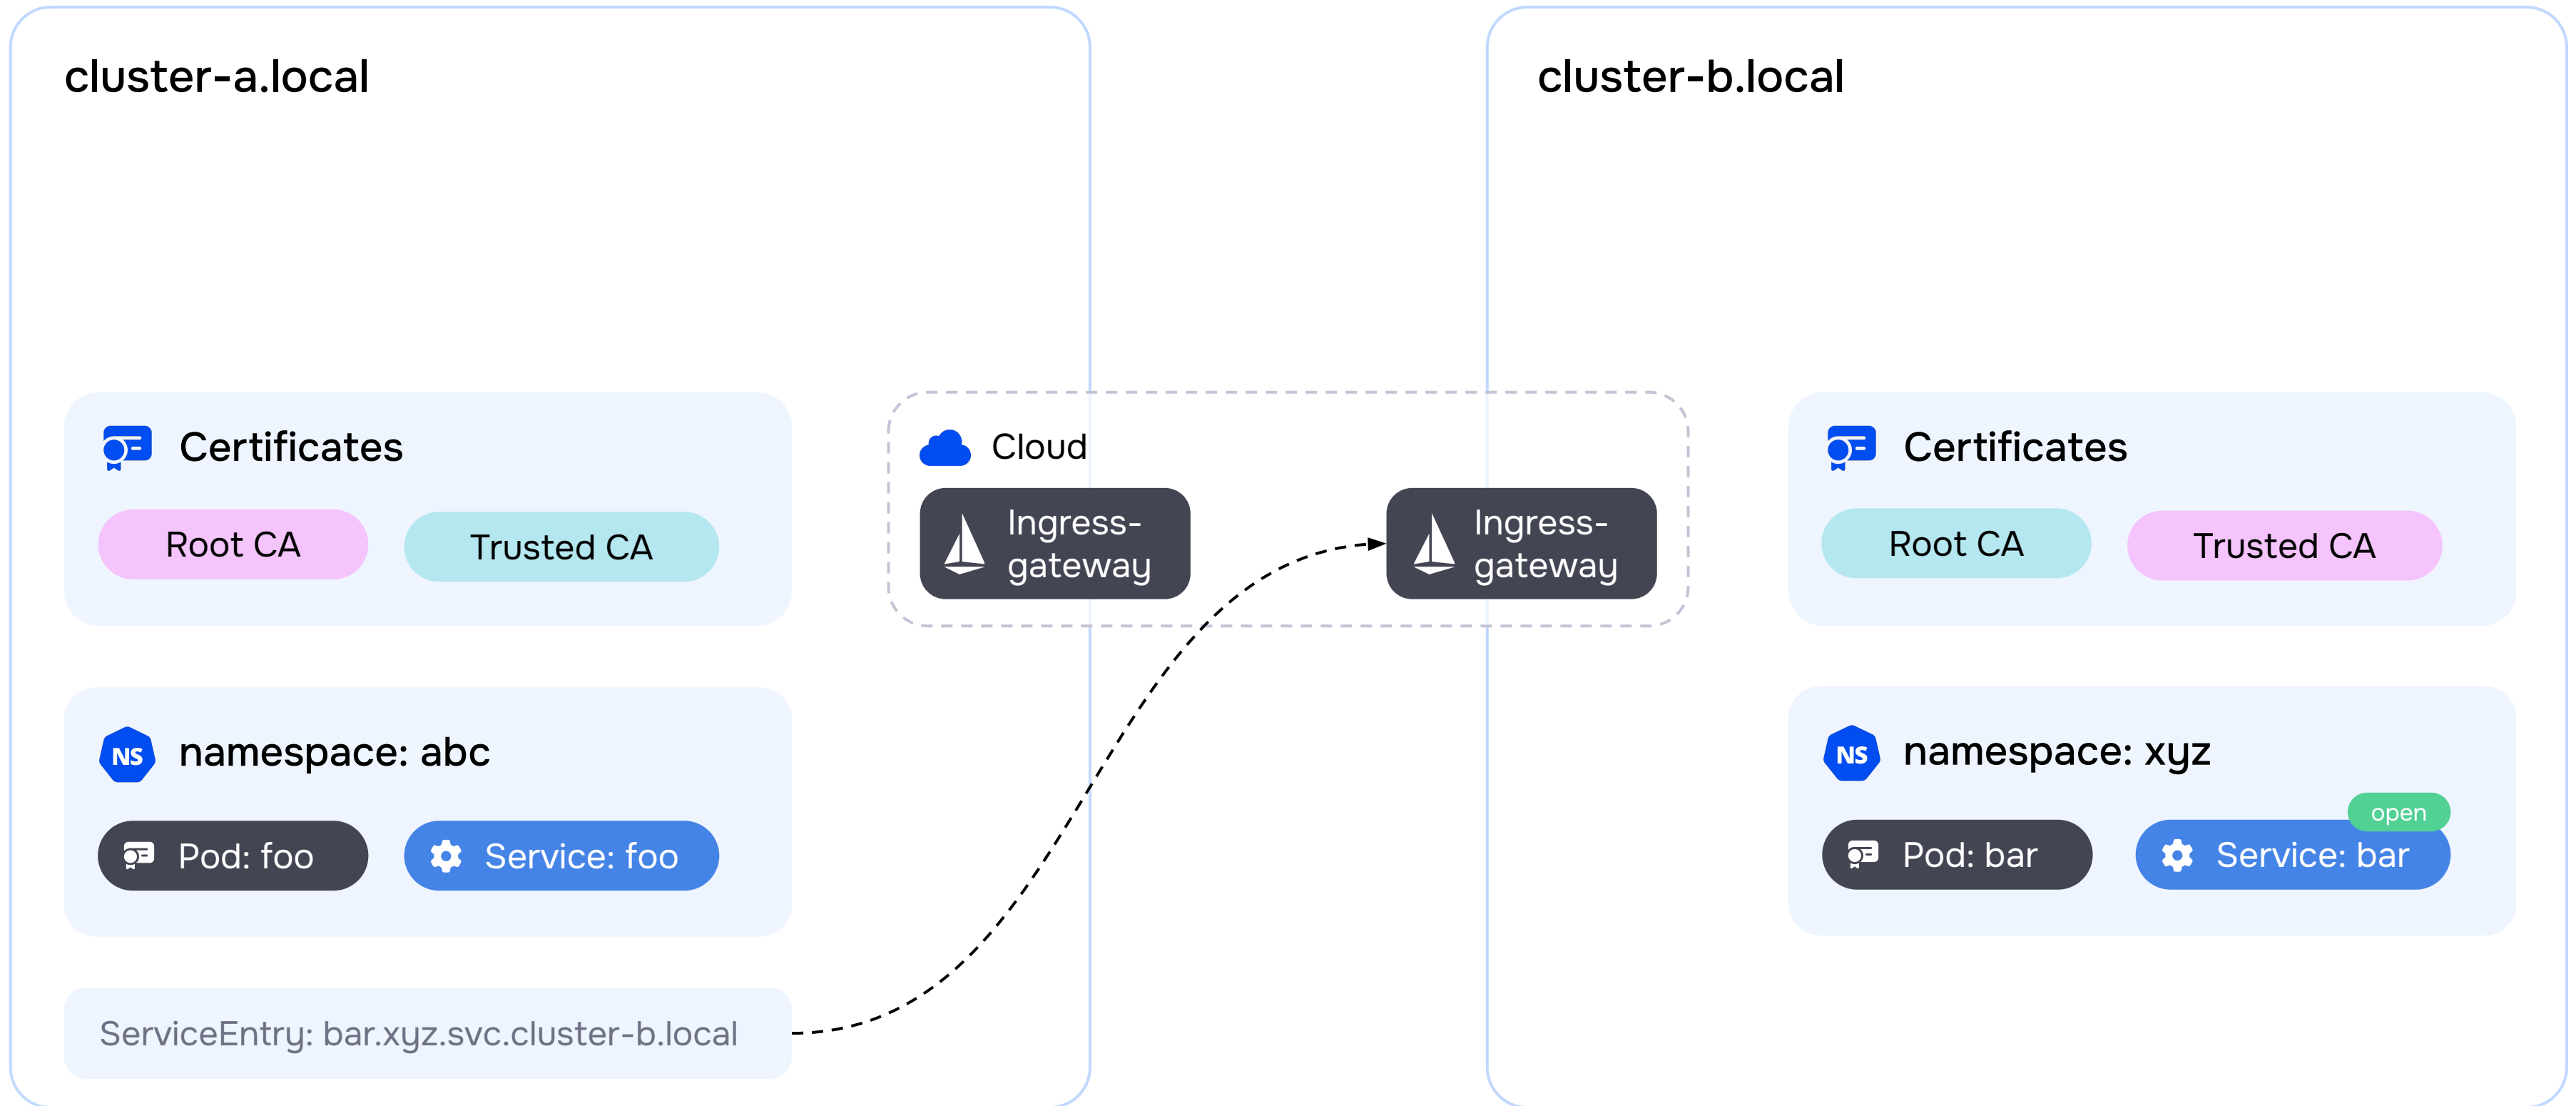 cluster-a.local
Certificates
Root CA
Trusted CA
NS
namespace: abc
Pod: foo
Service: foo
ServiceEntry: bar.xyz.svc.cluster-b.local
Cloud
Ingress-
gateway
Ingress-
gateway
cluster-b.local
Certificates
Root CA
Trusted CA
NS
namespace: xyz
open
Pod: bar
Service: bar